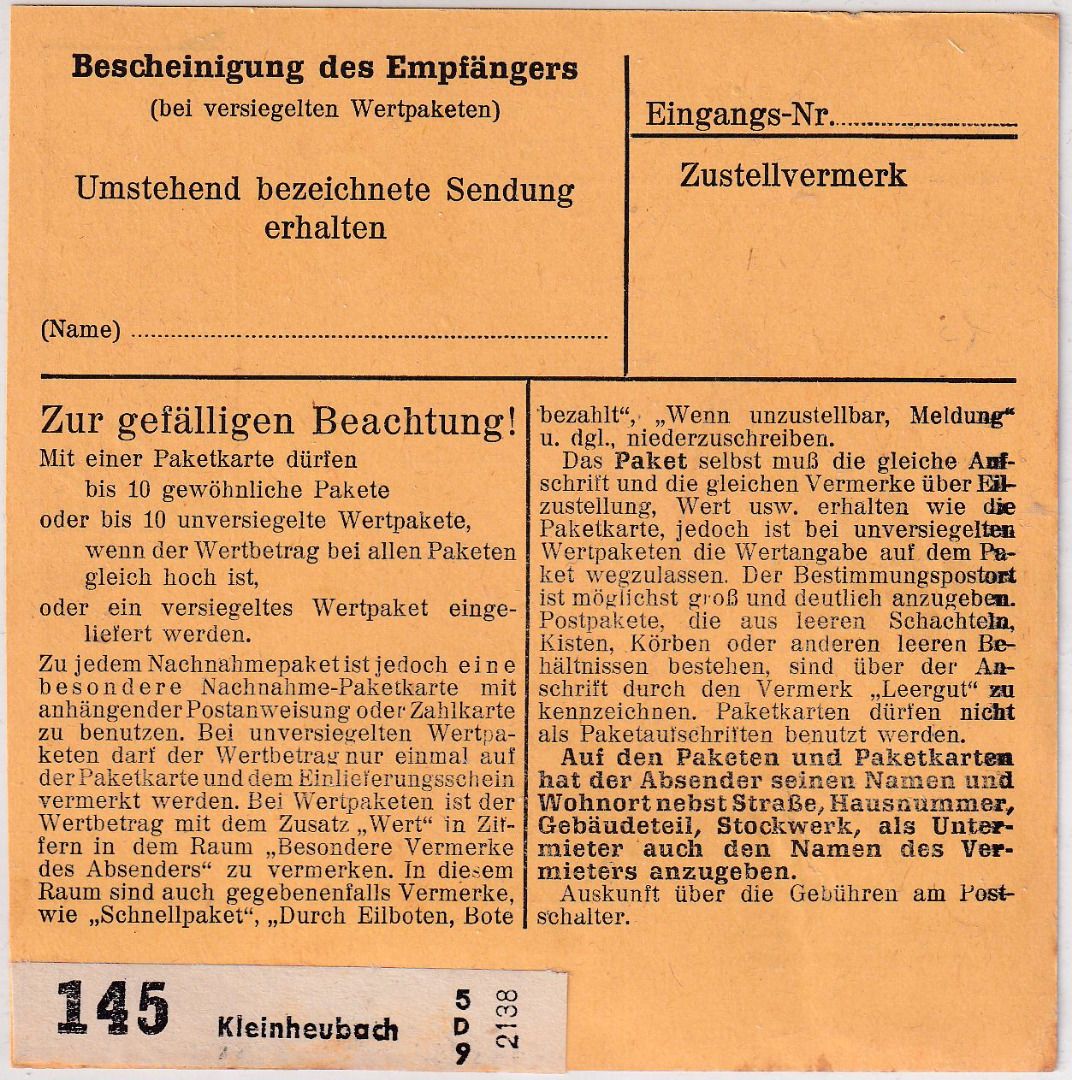 Bescheinigung des Empfängers
(bei versiegelten Wertpaketen)
Umstehend bezeichnete Sendung
erhalten
(Name)
Eingangs-Nr.
Zustellvermerk
Zur gefälligen Beachtung!
Mit einer Paketkarte dürfen
bis 10 gewöhnliche Pakete
oder bis 10 unversiegelte Wertpakete,
wenn der Wertbetrag bei allen Paketen
gleich hoch ist,
oder ein versiegeltes Wertpaket einge-
liefert werden.
Zu jedem Nachnahmepaket ist jedoch eine
besondere Nachnahme-Paketkarte mit
anhängender Postanweisung oder Zahlkarte
zu benutzen. Bei unversiegelten Wertpa-
keten darf der Wertbetrag nur einmal auf
der Paketkarte und dem Einlieferungsschein
vermerkt werden. Bei Wertpaketen ist der
Wertbetrag mit dem Zusatz „Wert“ in Zif-
fern in dem Raum „Besondere Vermerke
des Absenders“ zu vermerken. In diesem
Raum sind auch gegebenenfalls Vermerke,
wie „Schnellpaket“, „Durch Eilboten, Bote
bezahlt“, „Wenn unzustellbar, Meldung“
u. dgl., niederzuschreiben.
Das Paket selbst muß die gleiche Auf-
schrift und die gleichen Vermerke über Eil-
zustellung, Wert usw. erhalten wie die
Paketkarte, jedoch ist bei unversiegelten
Wertpaketen die Wertangabe auf dem Pa-
ket wegzulassen. Der Bestimmungspostort
ist möglichst groß und deutlich anzugeben.
Postpakete, die aus leeren Schachteln,
Kisten, Körben oder anderen leeren Be-
hältnissen bestehen, sind über der An-
schrift durch den Vermerk „Leergut“ zu
kennzeichnen. Paketkarten dürfen nicht
als Paketaufschriften benutzt werden.
Auf den Paketen und Paketkarten
hat der Absender seinen Namen und
Wohnort nebst Straße, Hausnummer,
Gebäudeteil, Stockwerk, als Unter-
mieter auch den Namen des Ver-
mieters anzugeben.
Auskunft über die Gebühren am Post-
schalter.
145
Kleinheubach
5
D
9
2138